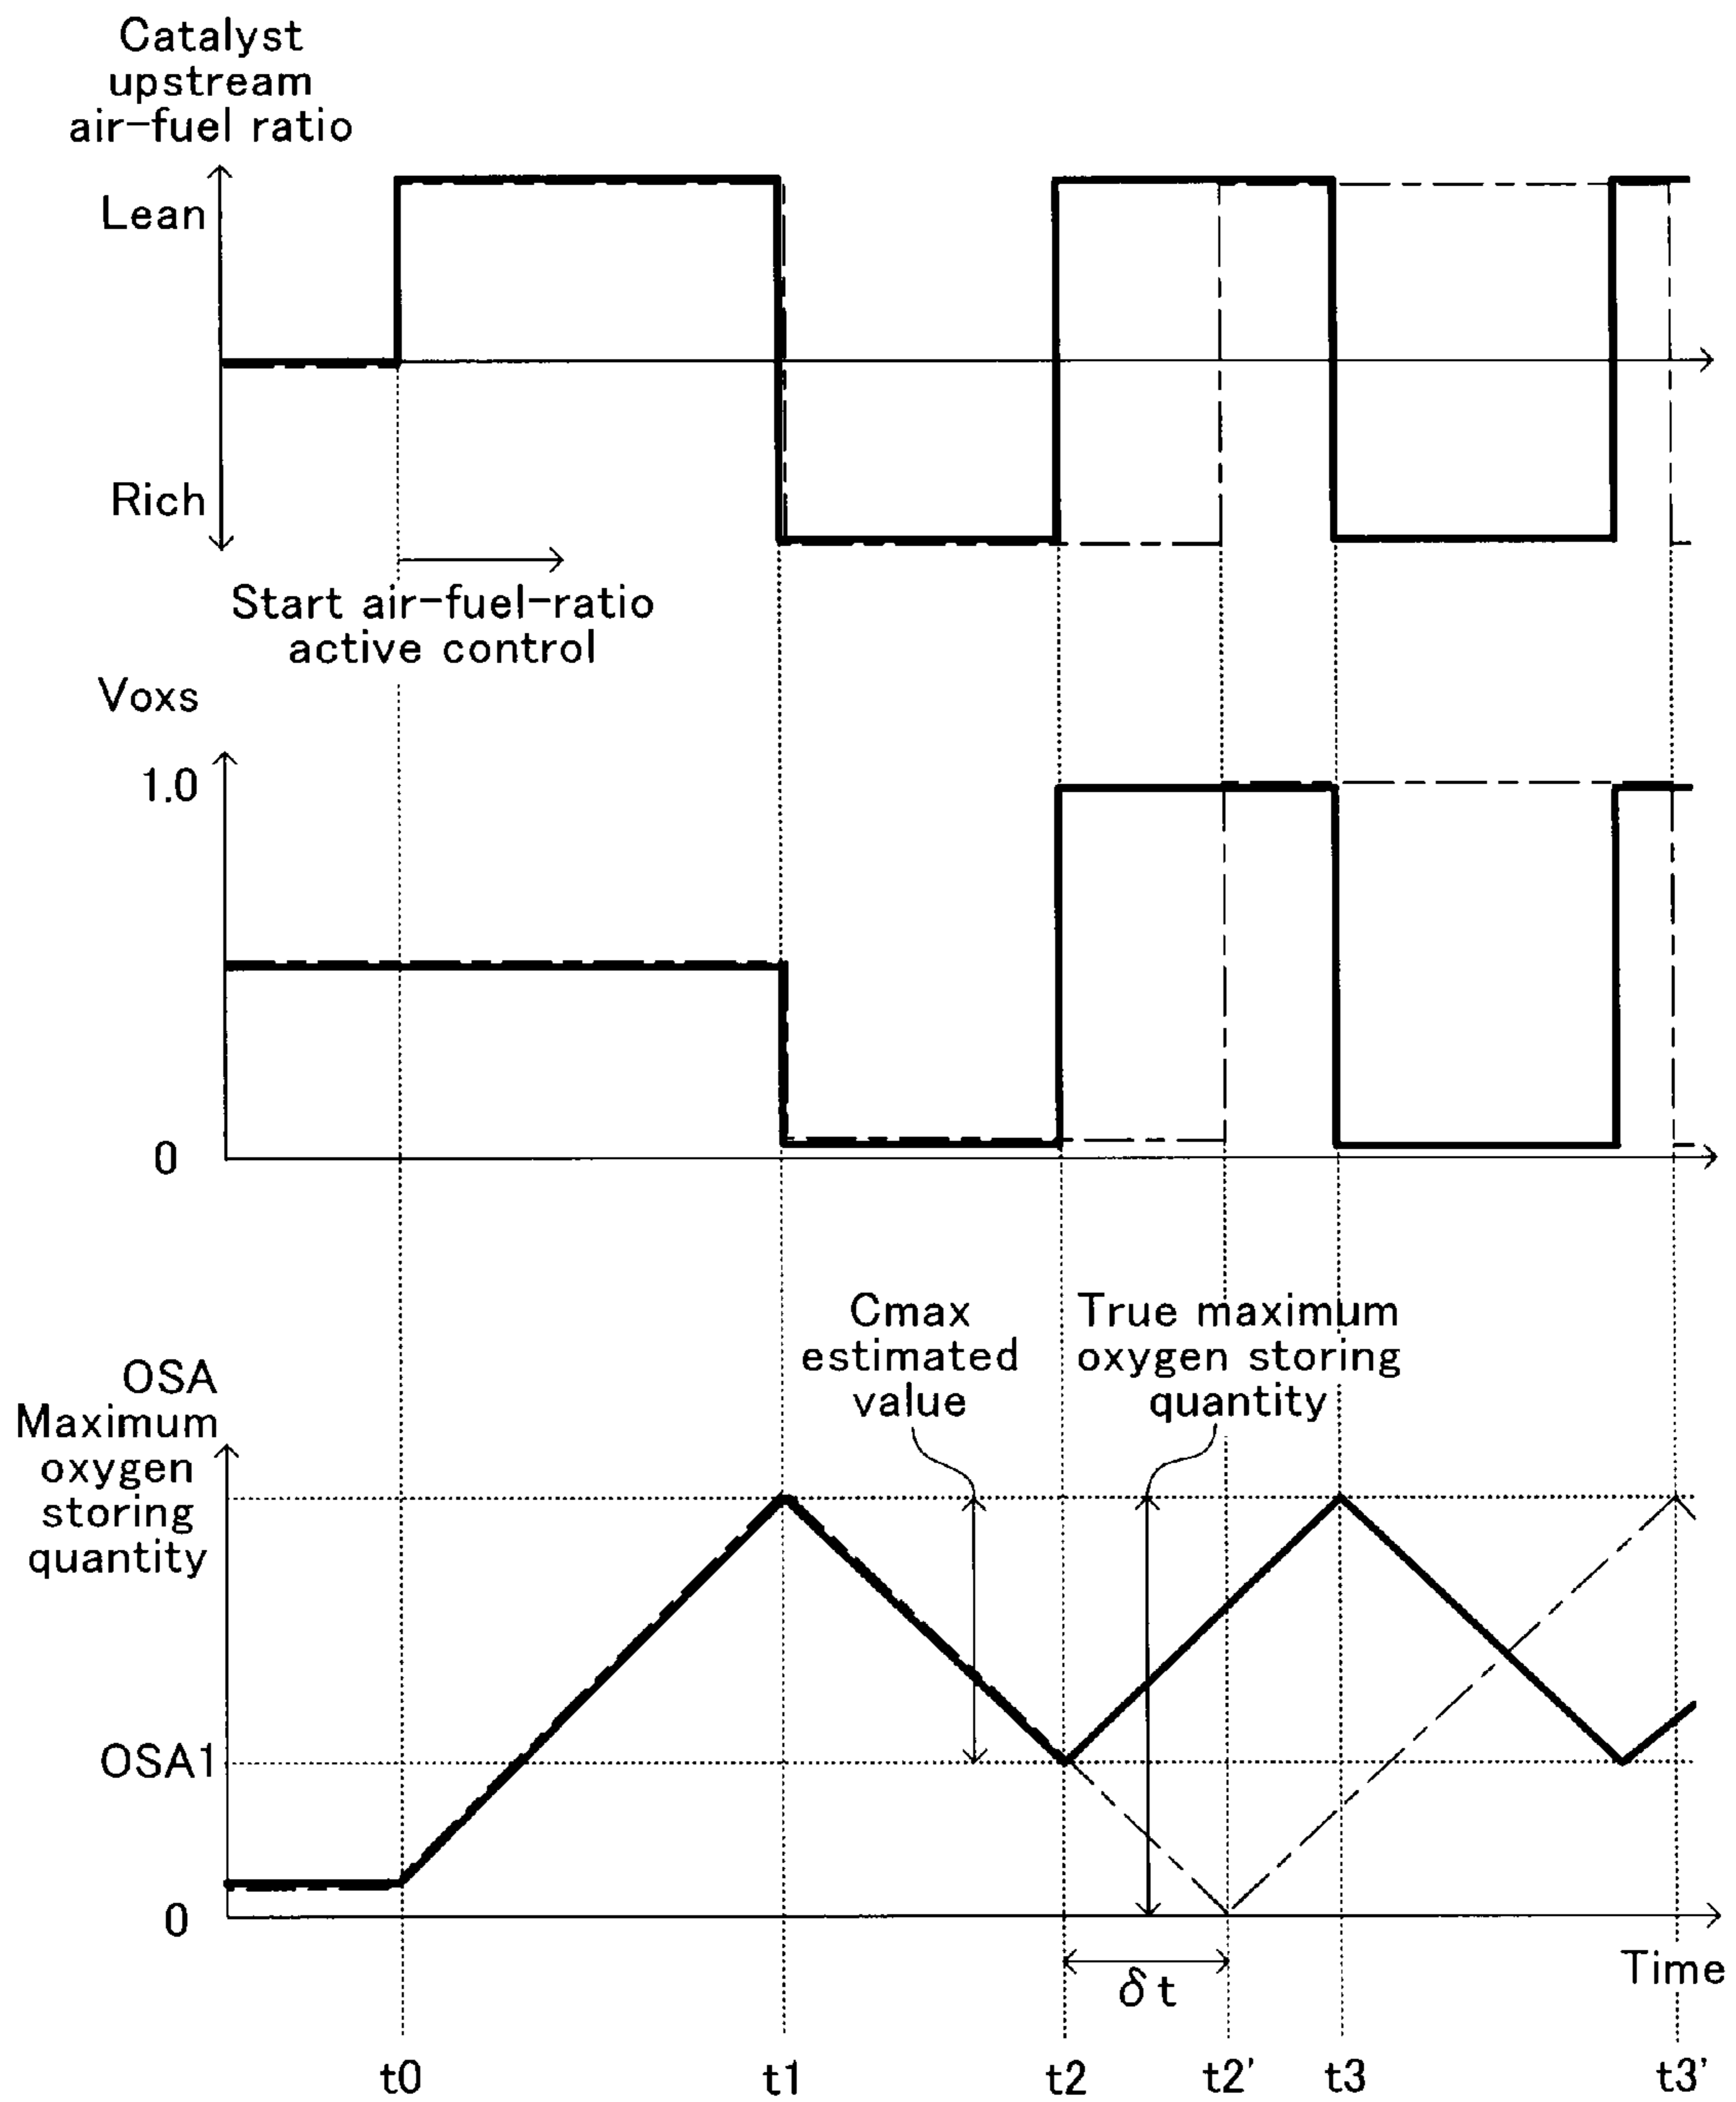 Catalyst
upstream
air-fuel ratio
Lean
Rich
Start air-fuel-ratio
active control
Voxs
1.0
0
Cmax
estimated
value
True maximum
oxygen storing
quantity
OSA
Maximum
oxygen
storing
quantity
OSA1
0
Time
δt
t0 t1 t2 t2' t3 t3'